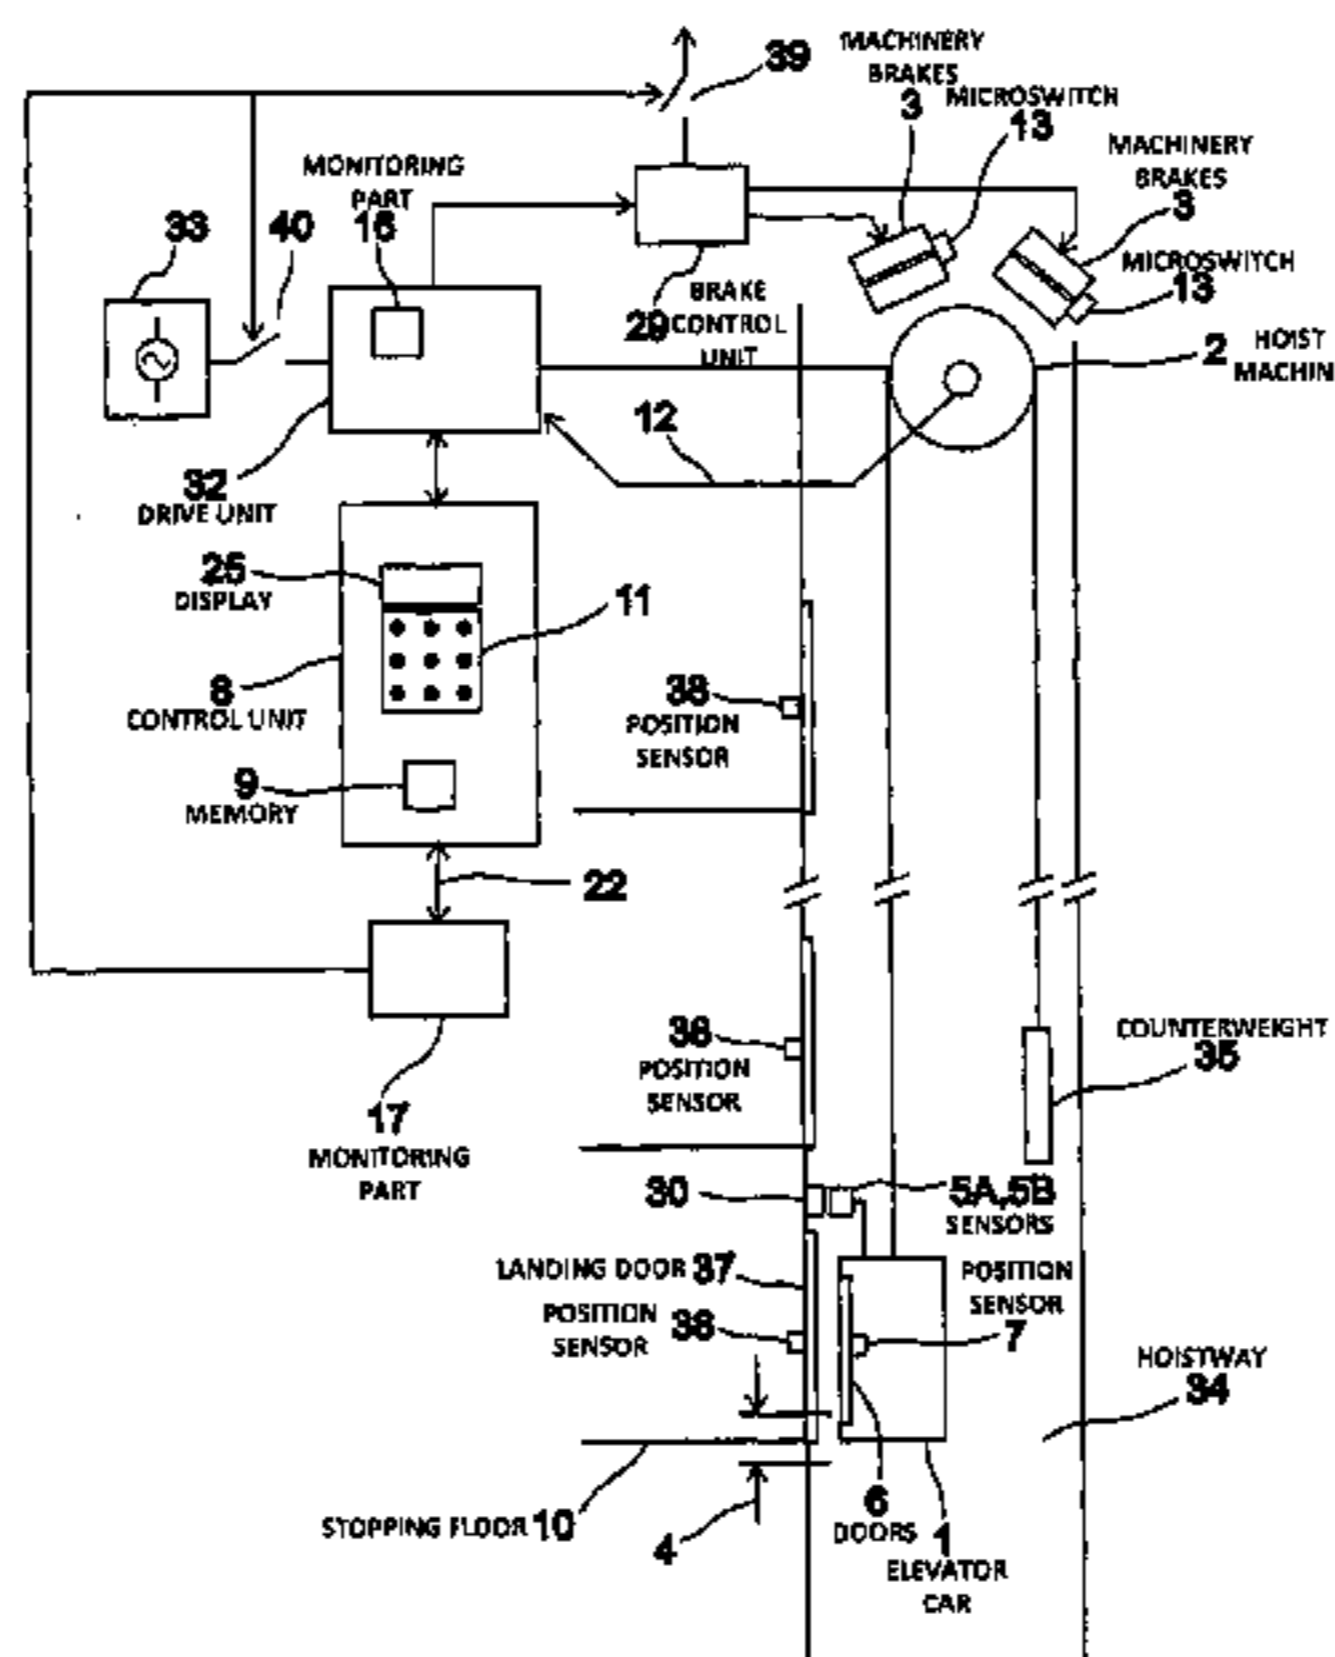 39
MACHINERY
BRAKES
3
MICROSWITCH
13
MACHINERY
BRAKES
3
MICROSWITCH
13
MONITORING
PART
16
33
40
BRAKE
29 CONTROL
UNIT
2
HOIST
MACHIN
12
32
DRIVE UNIT
25
DISPLAY
11
8
CONTROL UNIT
38
POSITION
SENSOR
9
MEMORY
22
38
POSITION
SENSOR
COUNTERWEIGHT
35
17
MONITORING
PART
30
5A,5B
SENSORS
LANDING DOOR 37
POSITION
SENSOR 38
POSITION
SENSOR
7
HOISTWAY
34
STOPPING FLOOR 10
4
6
DOORS
1
ELEVATOR
CAR